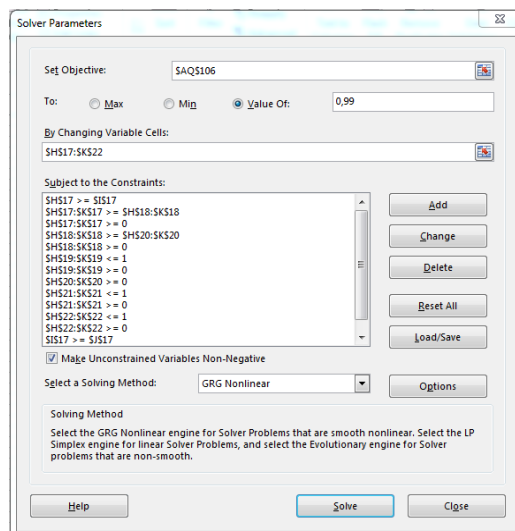 Solver Parameters
Set Objective:
$AQ$106
To:
Max
Min
Value Of:
0,99
By Changing Variable Cells:
$H$17:$K$22
Subject to the Constraints:
$H$17 >= $I$17
$H$17:$K$17 >= $H$18:$K$18
$H$17:$K$17 >= 0
$H$18:$K$18 >= $H$20:$K$20
$H$18:$K$18 >= 0
$H$19:$K$19 <= 1
$H$19:$K$19 >= 0
$H$20:$K$20 >= 0
$H$21:$K$21 <= 1
$H$21:$K$21 >= 0
$H$22:$K$22 <= 1
$H$22:$K$22 >= 0
$I$17 >= $J$17
Add
Change
Delete
Reset All
Load/Save
Make Unconstrained Variables Non-Negative
Select a Solving Method:
GRG Nonlinear
Options
Solving Method
Select the GRG Nonlinear engine for Solver Problems that are smooth nonlinear. Select the LP
Simplex engine for linear Solver Problems, and select the Evolutionary engine for Solver
problems that are non-smooth.
Help
Solve
Close